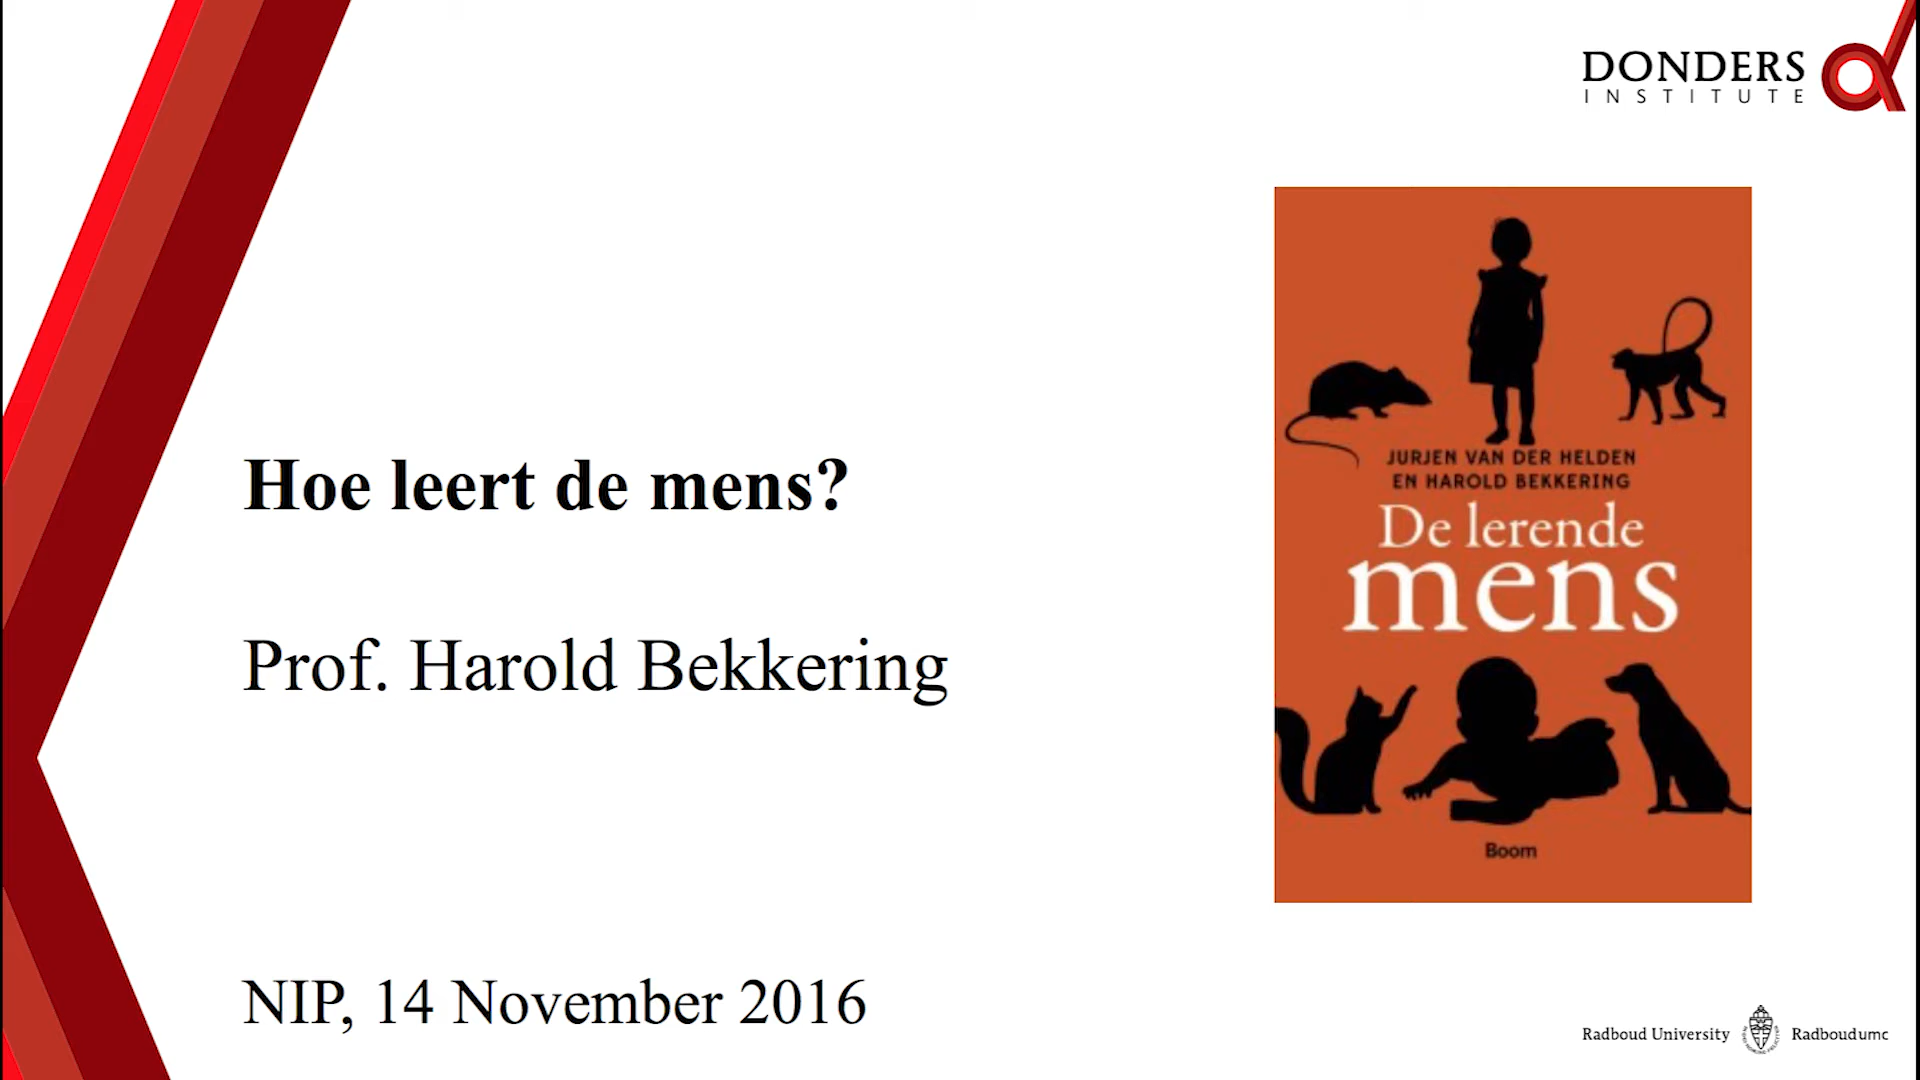 DONDERS
INSTITUTE
Hoe leert de mens?
Prof. Harold Bekkering
NIP, 14 November 2016
JURJEN VAN DER HELDEN
EN HAROLD BEKKERING
De lerende
mens
Boom
Radboud University
Radboudumc